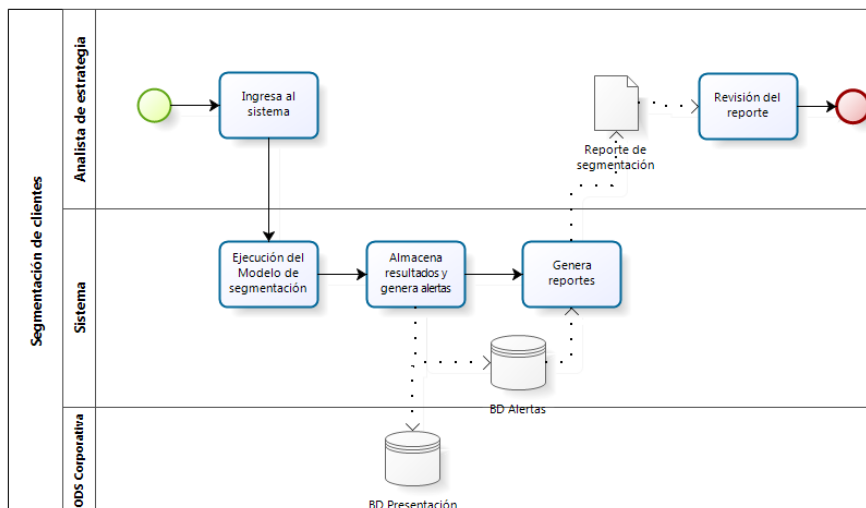 Segmentación de clientes
Analista de estrategia
Ingresa al
sistema
Reporte de
segmentación
Revisión del
reporte
Sistema
Ejecución del
Modelo de
segmentación
Almacena
resultados y
genera alertas
Genera
reportes
BD Alertas
ODS Corporativa
BD Presentación